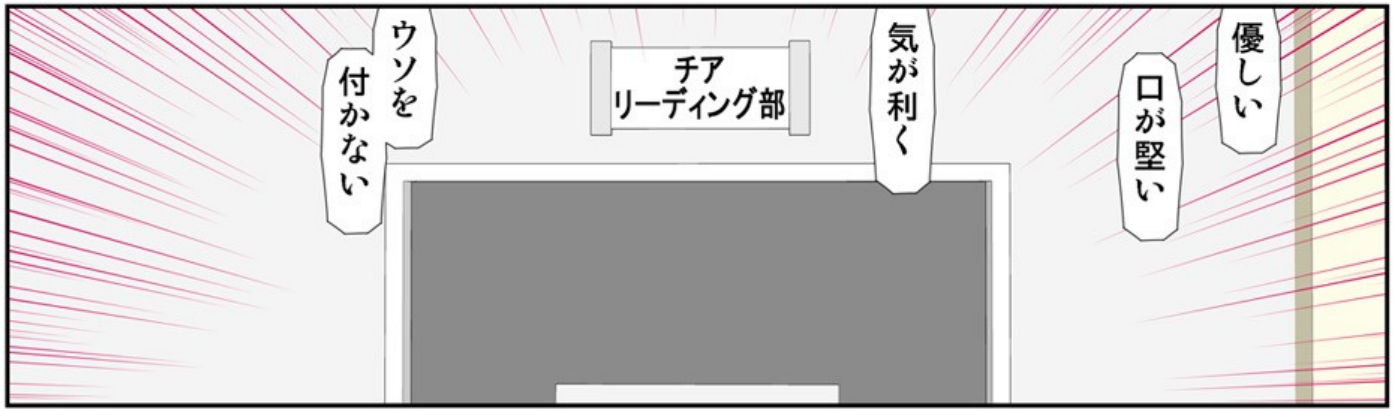 優しい
口が堅い
気が利く
チア
リーディング部
ウソを
付かない